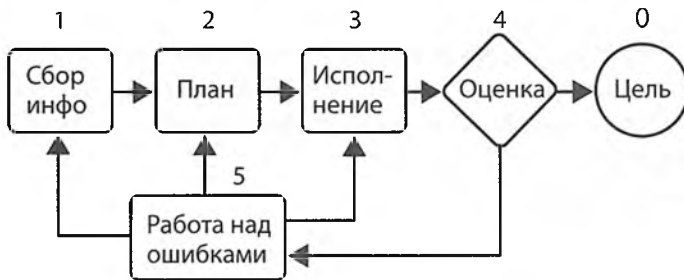 1 2 3 4 0
Сбор
инфо
План
Испол-
нение
Оценка
Цель
5
Работа над
ошибками